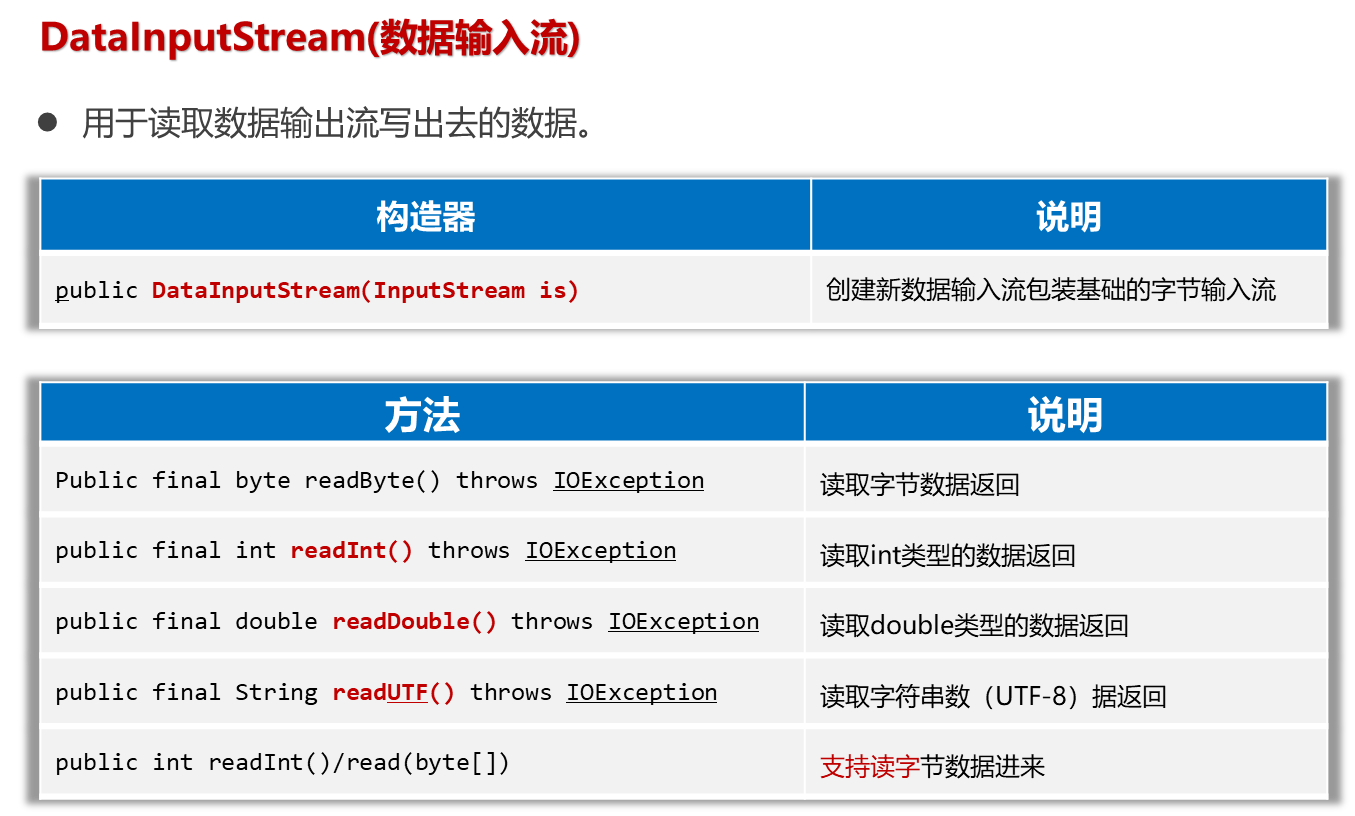 DataInputStream(数据输入流)
● 用于读取数据输出流写出去的数据。
构造器 说明
public DataInputStream(InputStream is) 创建新数据输入流包装基础的字节输入流
方法 说明
Public final byte readByte() throws IOException 读取字节数据返回
public final int readInt() throws IOException 读取int类型的数据返回
public final double readDouble() throws IOException 读取double类型的数据返回
public final String readUTF() throws IOException 读取字符串数（UTF-8）据返回
public int readInt()/read(byte[]) 支持读字节数据进来